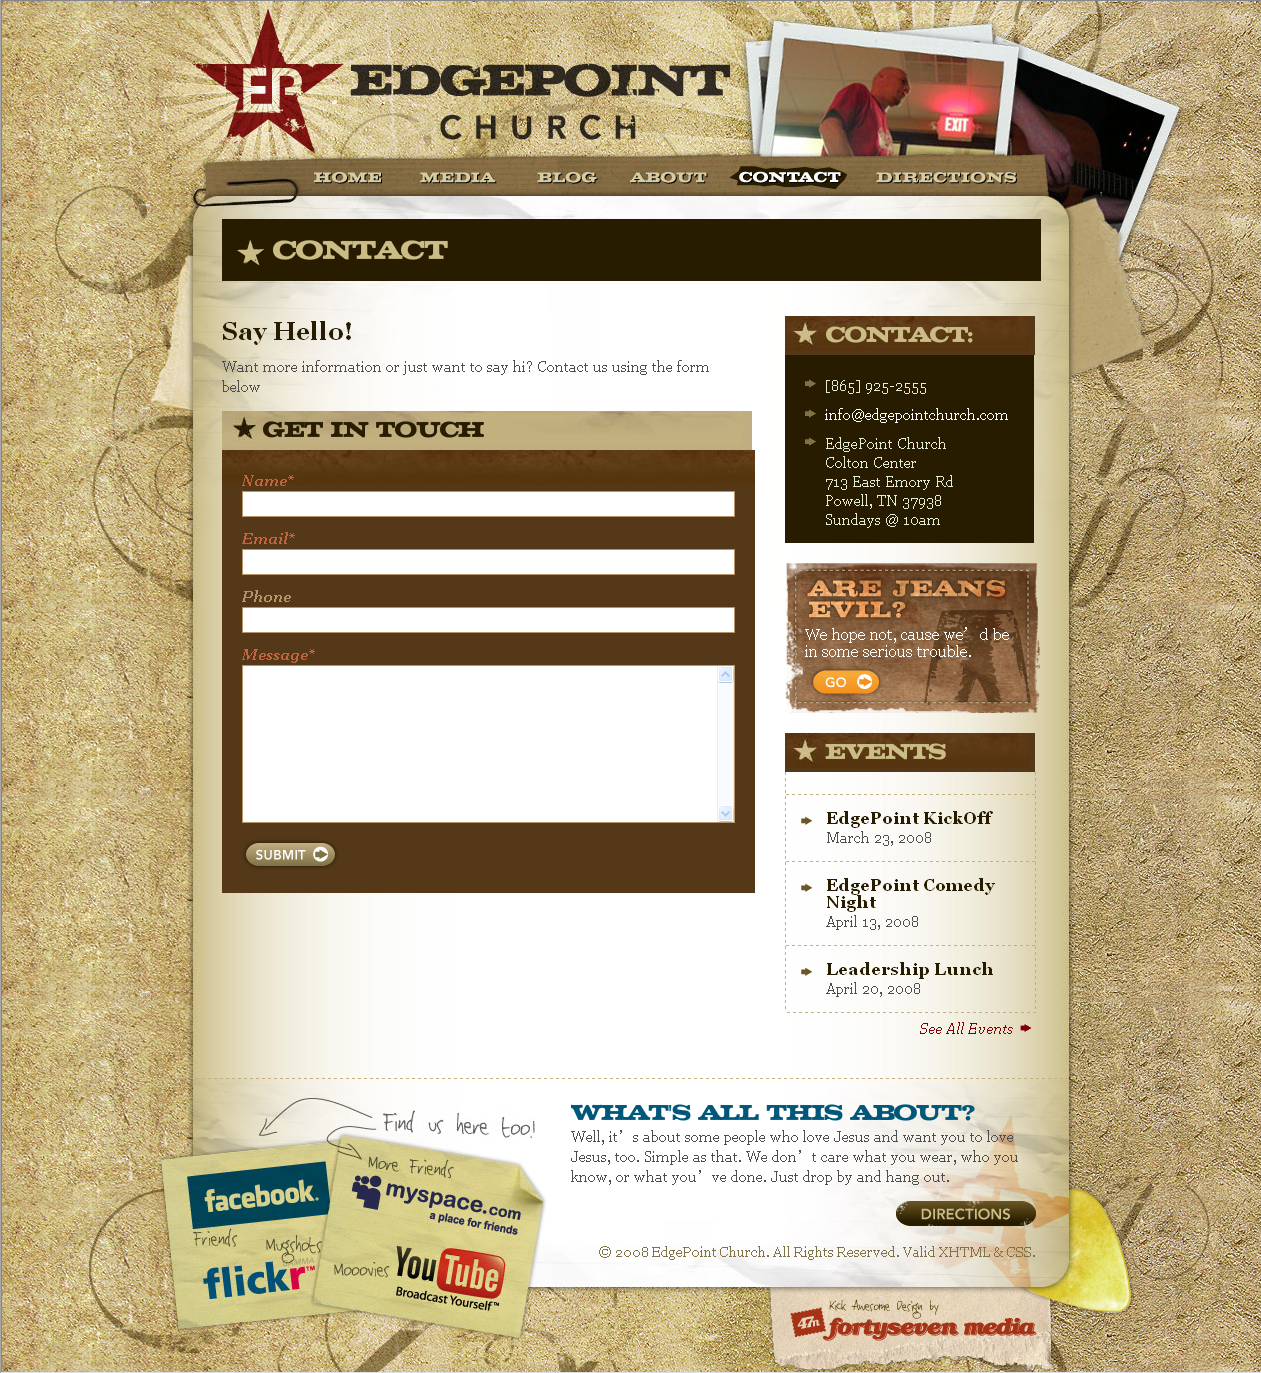 EP
EDGEPOINT
CHURCH
EXIT
HOME MEDIA BLOG ABOUT CONTACT DIRECTIONS
CONTACT
Say Hello!
Want more information or just want to say hi? Contact us using the form
below
GET IN TOUCH
Name*
Email*
Phone
Message*
SUBMIT
CONTACT:
[865] 925-2555
info@edgepointchurch.com
EdgePoint Church
Colton Center
713 East Emory Rd
Powell, TN 37938
Sundays @ 10am
ARE JEANS
EVIL?
We hope not, cause we’d be
in some serious trouble.
GO
EVENTS
EdgePoint KickOff
March 23, 2008
EdgePoint Comedy
Night
April 13, 2008
Leadership Lunch
April 20, 2008
See All Events
Find us here too!
facebook.
Friends
Mugshots
flickr™
GAMMA
More Friends
myspace.com
a place for friends
Mooovies
YouTube
Broadcast Yourself™
WHAT'S ALL THIS ABOUT?
Well, it’s about some people who love Jesus and want you to love
Jesus, too. Simple as that. We don’t care what you wear, who you
know, or what you’ve done. Just drop by and hang out.
DIRECTIONS
© 2008 EdgePoint Church. All Rights Reserved. Valid XHTML & CSS.
Kick Awesome Design by
47m fortyseven media